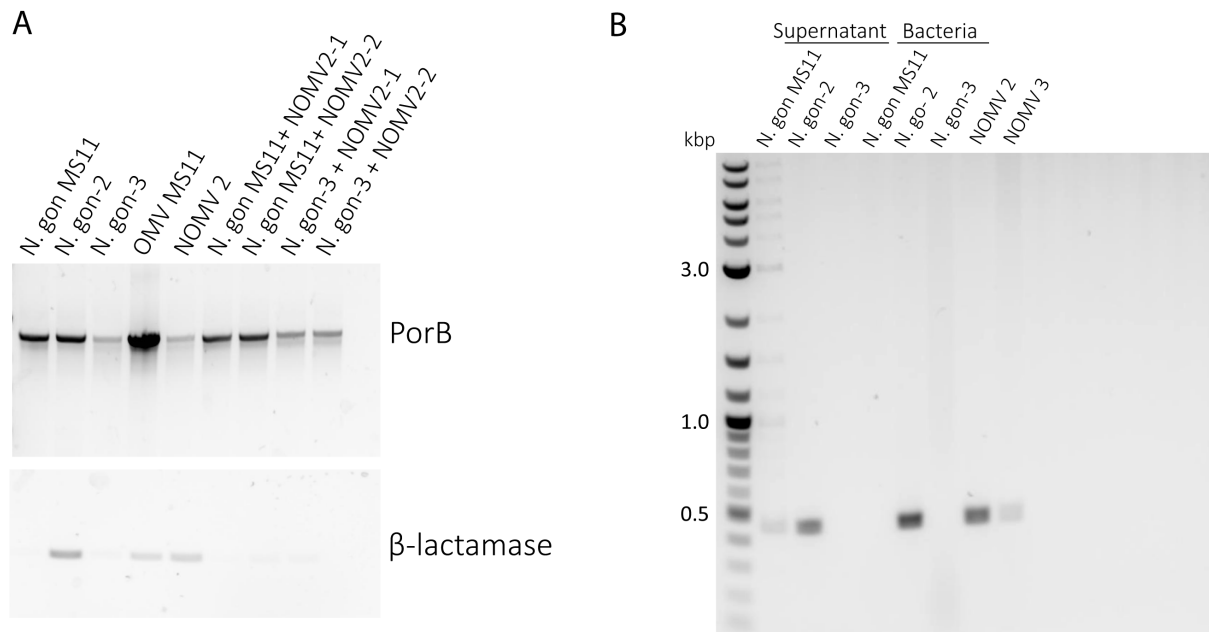 A
N. gon MS11
N. gon-2
N. gon-3
OMV MS11
NOMV 2
N. gon MS11+ NOMV2-1
N. gon MS11+ NOMV2-2
N. gon-3 + NOMV2-1
N. gon-3 + NOMV2-2
PorB
β-lactamase
B
Supernatant
Bacteria
N. gon MS11
N. gon-2
N. gon-3
N. gon MS11
N. go- 2
N. gon-3
NOMV 2
NOMV 3
kbp
3.0
1.0
0.5